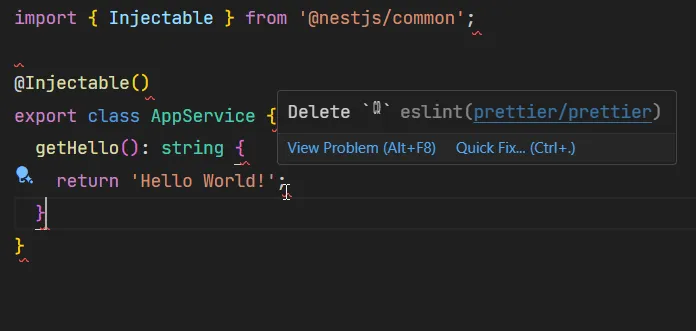 import { Injectable } from '@nestjs/common';
@Injectable()
export class AppService {
getHello(): string {
return 'Hello World!';
}
}
Delete `␍` eslint(prettier/prettier)
View Problem (Alt+F8) Quick Fix... (Ctrl+.)